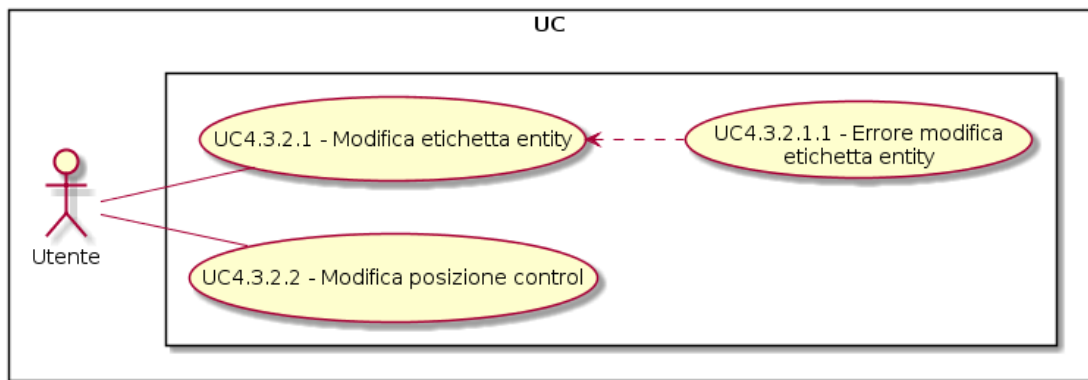 UC
UC4.3.2.1 - Modifica etichetta entity
UC4.3.2.1.1 - Errore modifica
etichetta entity
Utente
UC4.3.2.2 - Modifica posizione control